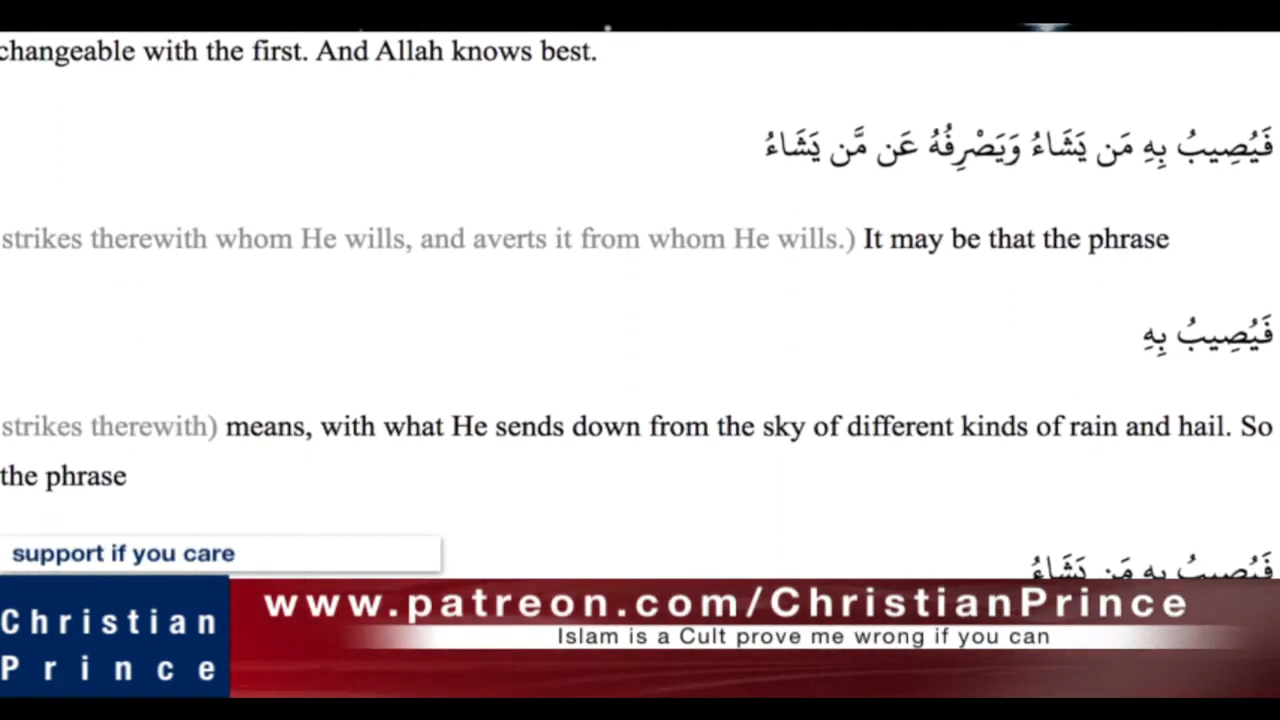 changeable with the first. And Allah knows best.
فَيُصِيبُ بِهِ مَن يَشَاءُ وَيَصْرِفُهُ عَن مَّن يَشَاءُ
strikes therewith whom He wills, and averts it from whom He wills.) It may be that the phrase
فَيُصِيبُ بِهِ
strikes therewith) means, with what He sends down from the sky of different kinds of rain and hail. So
the phrase
فَيُصِيبُ بِهِ مَن يَشَاءُ
support if you care
Christian
Prince
www.patreon.com/ChristianPrince
Islam is a Cult prove me wrong if you can